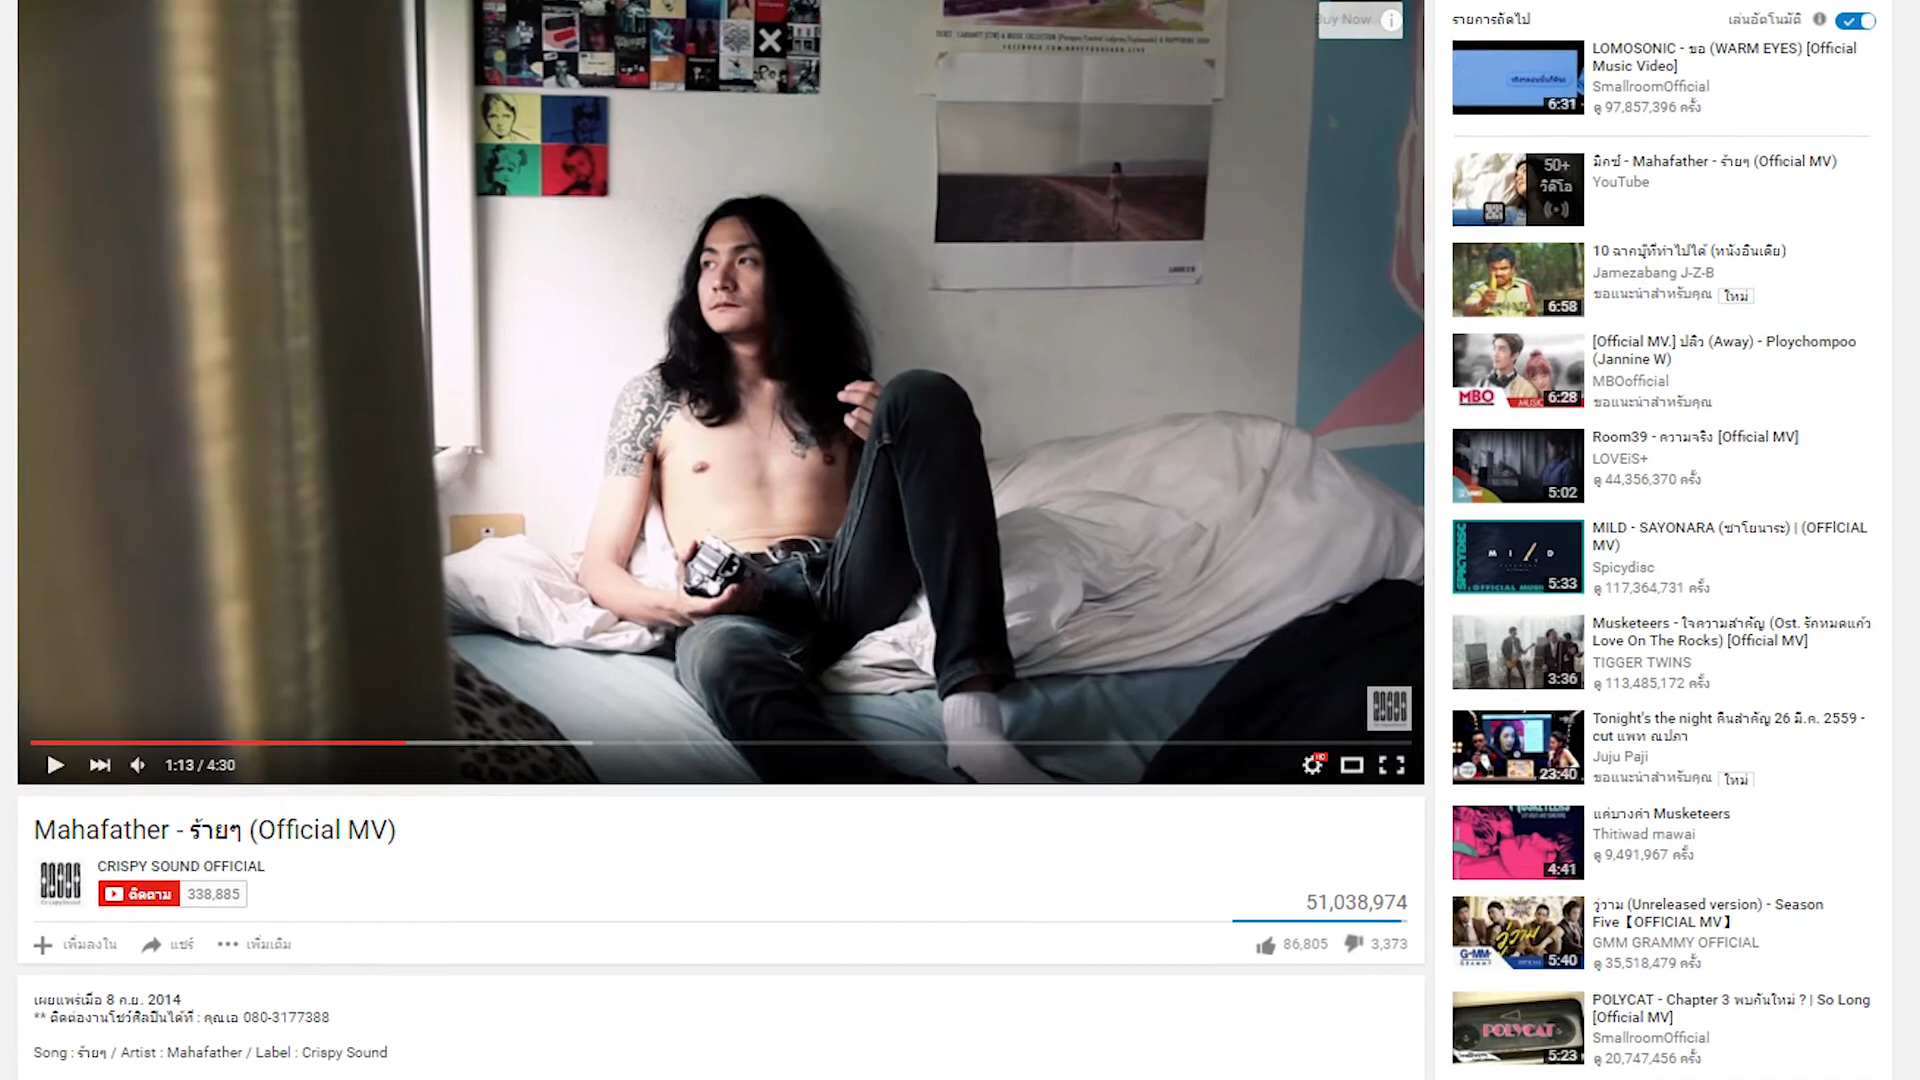 Buy Now
1:13 / 4:30
Mahafather - ร้ายๆ (Official MV)
CRISPY SOUND OFFICIAL
ติดตาม 338,885
51,038,974
เพิ่มลงใน แชร์ เพิ่มเติม
86,805 3,373
เผยแพร่เมื่อ 8 ก.ย. 2014
** ติดต่องานโชว์ศิลปินได้ที่ : คุณเอ 080-3177388
Song : ร้ายๆ / Artist : Mahafather / Label : Crispy Sound
รายการถัดไป เล่นอัตโนมัติ
6:31
LOMOSONIC - ขอ (WARM EYES) [Official
Music Video]
SmallroomOfficial
ดู 97,857,396 ครั้ง
50+
วิดีโอ
มิกซ์ - Mahafather - ร้ายๆ (Official MV)
YouTube
6:58
10 ฉากบู๊ที่ทำไปได้ (หนังอินเดีย)
Jamezabang J-Z-B
ขอแนะนำสำหรับคุณ ใหม่
MBO
MUSIC
6:28
[Official MV.] ปลิว (Away) - Ploychompoo
(Jannine W)
MBOofficial
ขอแนะนำสำหรับคุณ
5:02
Room39 - ความจริง [Official MV]
LOVEiS+
ดู 44,356,370 ครั้ง
SPICYDISC
MILD
5:33
MILD - SAYONARA (ซาโยนาระ) | (OFFICIAL
MV)
Spicydisc
ดู 117,364,731 ครั้ง
3:36
Musketeers - ใจความสำคัญ (Ost. รักหมดแก้ว
Love On The Rocks) [Official MV]
TIGGER TWINS
ดู 113,485,172 ครั้ง
23:40
Tonight's the night คืนสำคัญ 26 มี.ค. 2559 -
cut แพท ณปภา
Juju Paji
ขอแนะนำสำหรับคุณ ใหม่
4:41
แค่บางคำ Musketeers
Thitiwad mawai
ดู 9,491,967 ครั้ง
วู่วาม
GMM
GRAMMY
5:40
วู่วาม (Unreleased version) - Season
Five【OFFICIAL MV】
GMM GRAMMY OFFICIAL
ดู 35,518,479 ครั้ง
POLYCAT
5:23
POLYCAT - Chapter 3 พบกันใหม่ ? | So Long
[Official MV]
SmallroomOfficial
ดู 20,747,456 ครั้ง